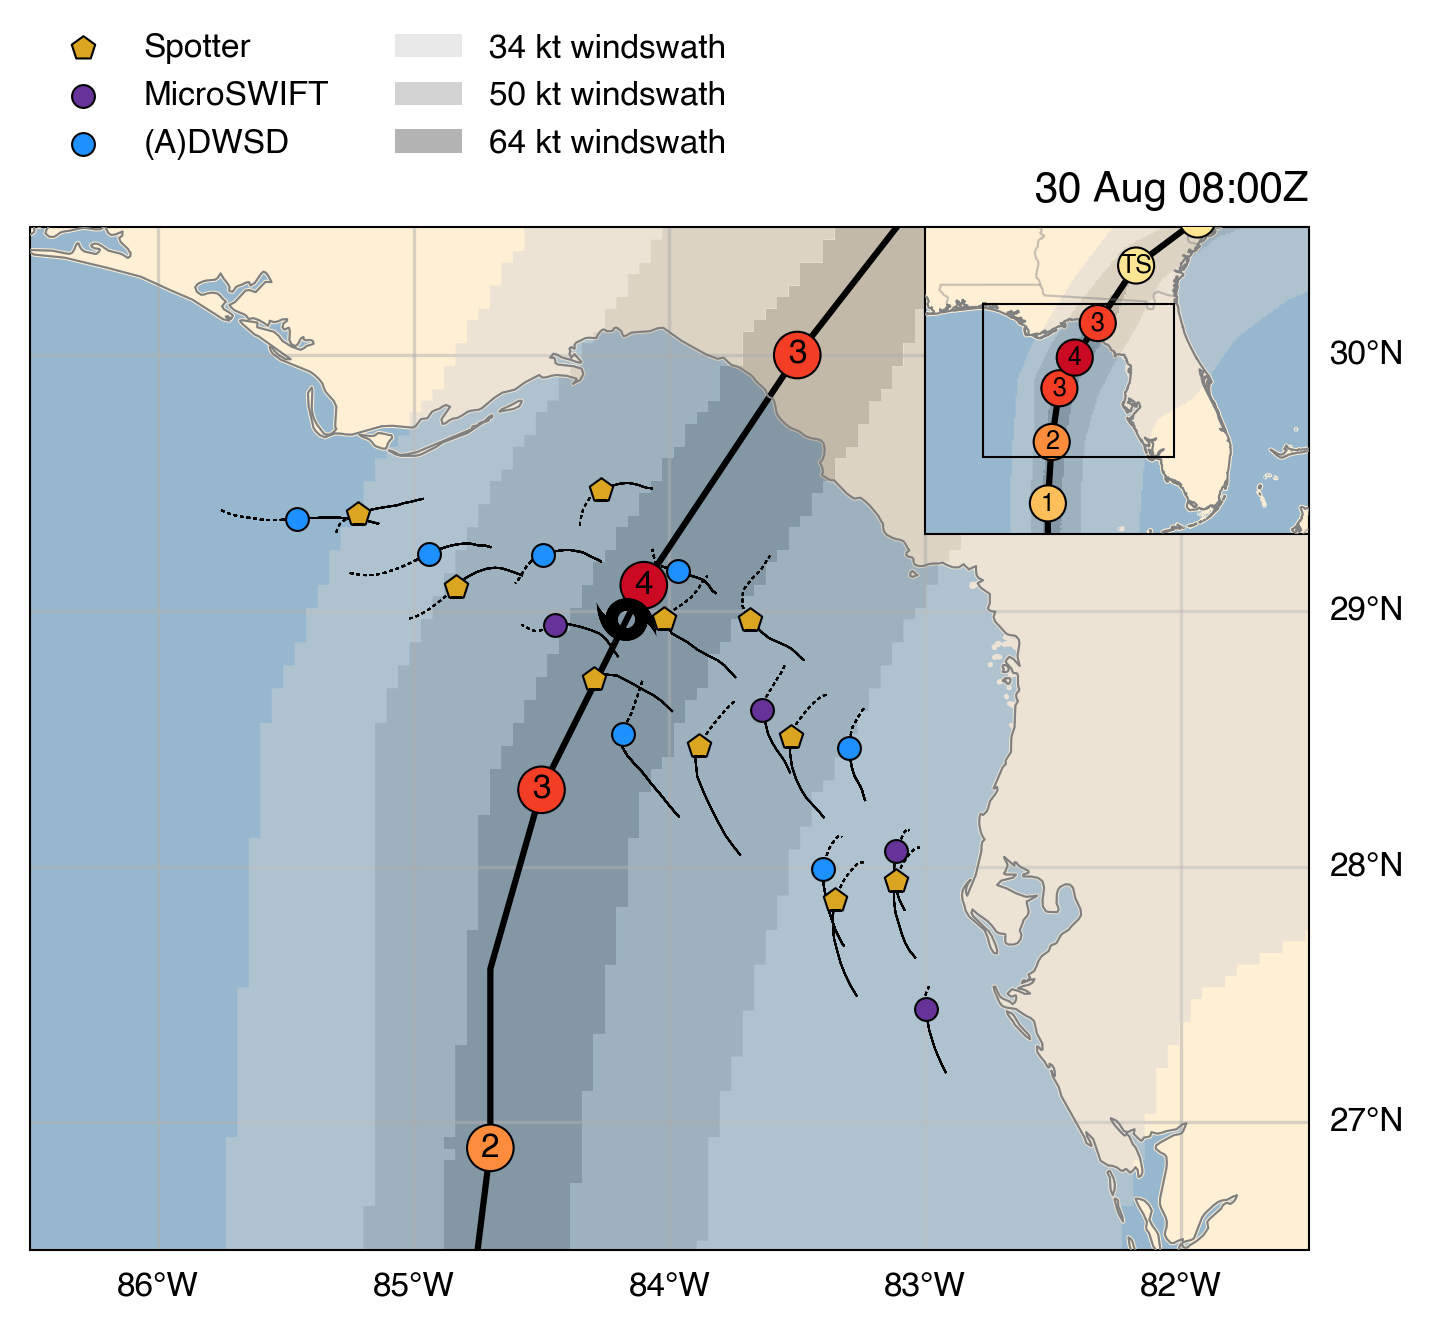 Spotter
MicroSWIFT
(A)DWSD
34 kt windswath
50 kt windswath
64 kt windswath
30 Aug 08:00Z
TS
3
4
3
2
1
3
4
3
2
30°N
29°N
28°N
27°N
86°W
85°W
84°W
83°W
82°W